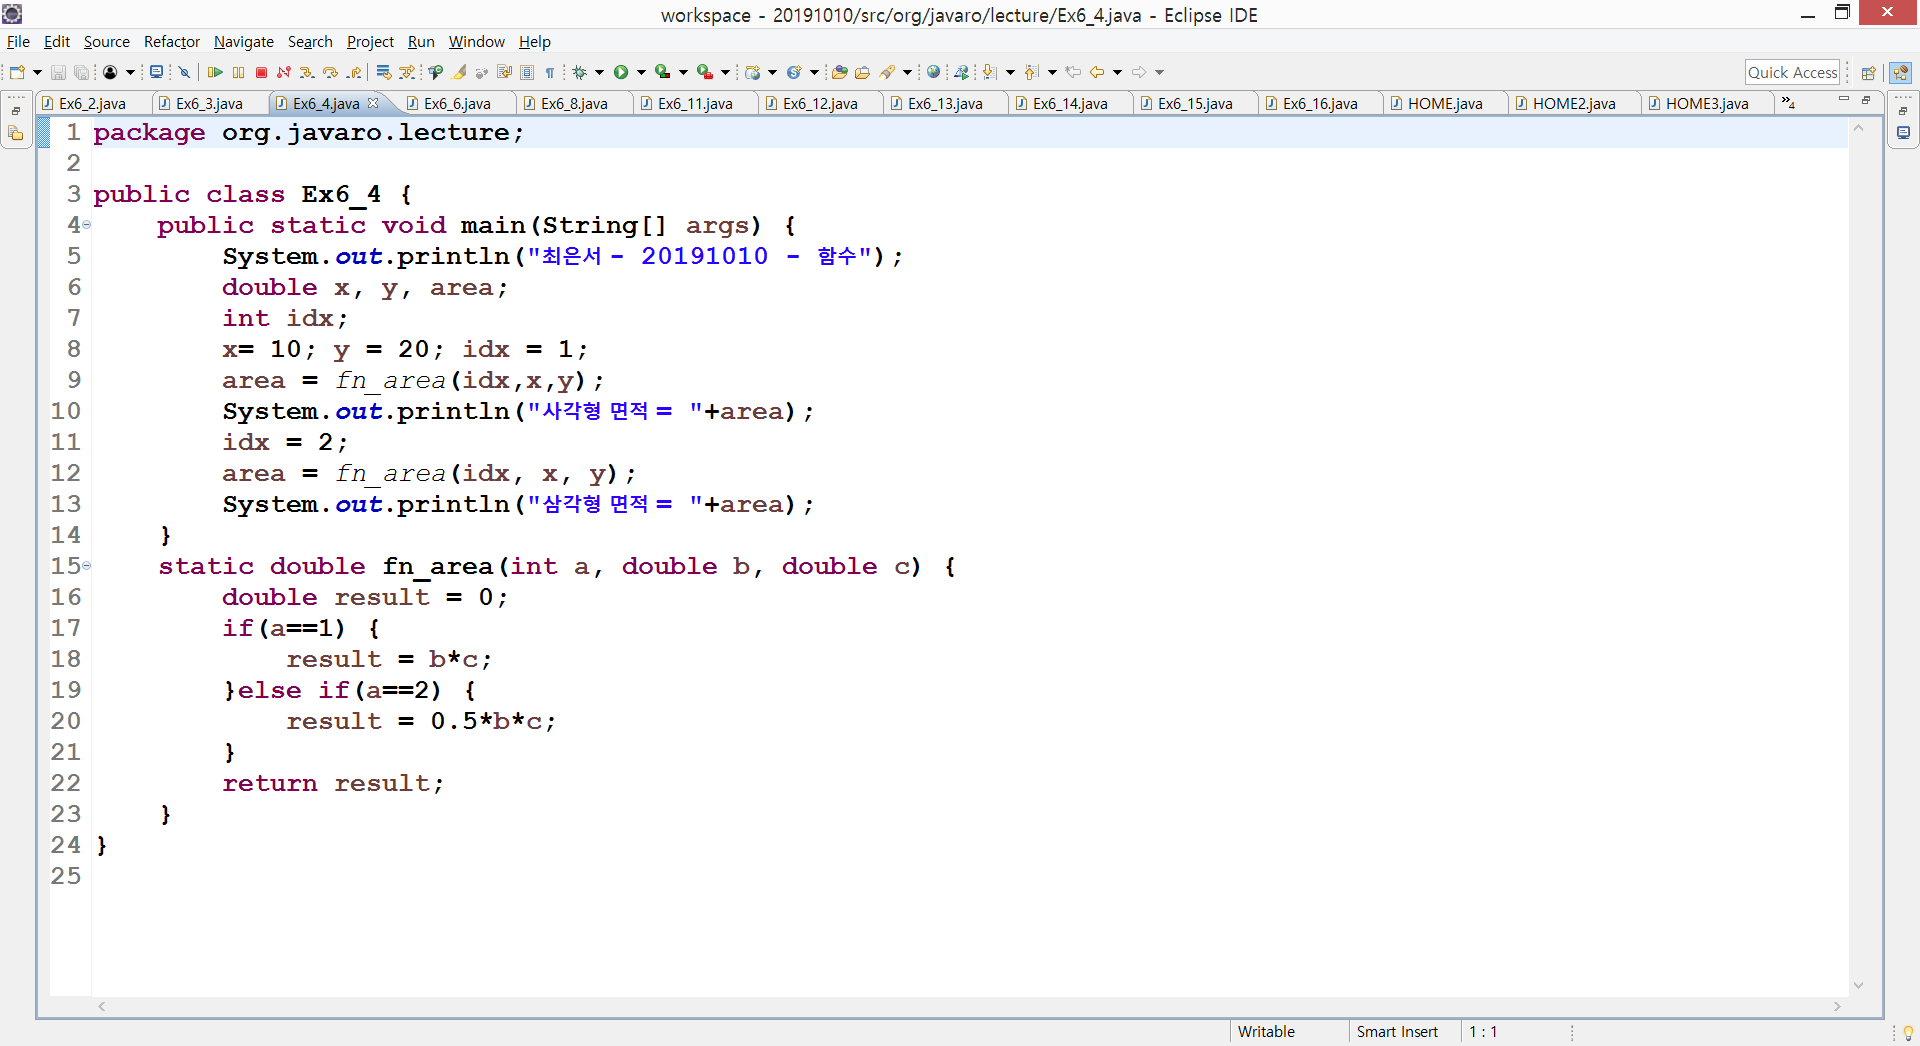 workspace - 20191010/src/org/javaro/lecture/Ex6_4.java - Eclipse IDE
File Edit Source Refactor Navigate Search Project Run Window Help
Quick Access
Ex6_2.java Ex6_3.java Ex6_4.java Ex6_6.java Ex6_8.java Ex6_11.java Ex6_12.java Ex6_13.java Ex6_14.java Ex6_15.java Ex6_16.java HOME.java HOME2.java HOME3.java »4
1 package org.javaro.lecture;
2
3 public class Ex6_4 {
4 public static void main(String[] args) {
5 System.out.println("최은서 - 20191010 - 함수");
6 double x, y, area;
7 int idx;
8 x= 10; y = 20; idx = 1;
9 area = fn_area(idx,x,y);
10 System.out.println("사각형 면적 = "+area);
11 idx = 2;
12 area = fn_area(idx, x, y);
13 System.out.println("삼각형 면적 = "+area);
14 }
15 static double fn_area(int a, double b, double c) {
16 double result = 0;
17 if(a==1) {
18 result = b*c;
19 }else if(a==2) {
20 result = 0.5*b*c;
21 }
22 return result;
23 }
24 }
25
Writable Smart Insert 1 : 1